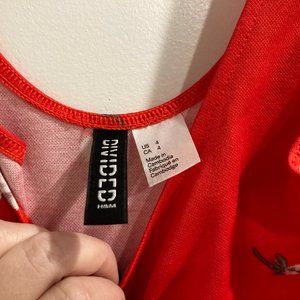 DIVIDED
H&M
US 4
CA 4
Made in
Cambodia
Fabriqué en
Cambodge